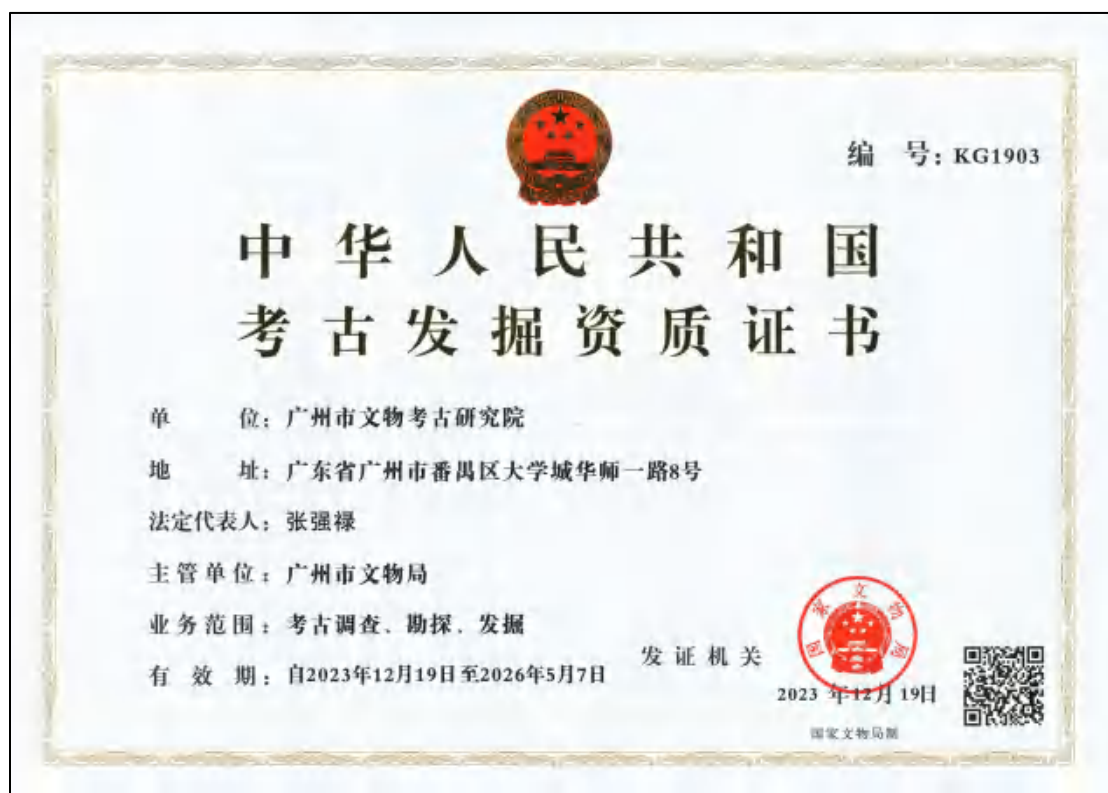 编 号：KG1903
中华人民共和国
考古发掘资质证书
单 位：广州市文物考古研究院
地 址：广东省广州市番禺区大学城华师一路8号
法定代表人：张强禄
主管单位：广州市文物局
业务范围：考古调查、勘探、发掘
有 效 期：自2023年12月19日至2026年5月7日
发证机关
国家文物局
2023 年12月 19日
国家文物局制